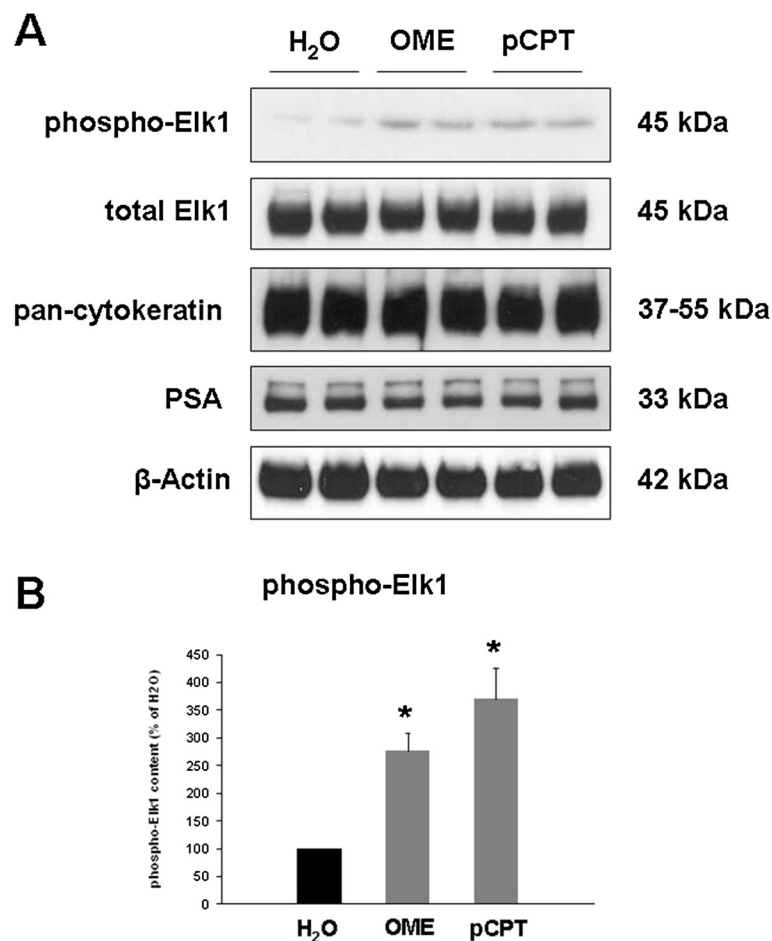 A
H₂O OME pCPT
phospho-Elk1 45 kDa
total Elk1 45 kDa
pan-cytokeratin 37-55 kDa
PSA 33 kDa
β-Actin 42 kDa
B
phospho-Elk1
phospho-Elk1 content (% of H2O)
450
400
350
300
250
200
150
100
50
0
*
*
H₂O OME pCPT